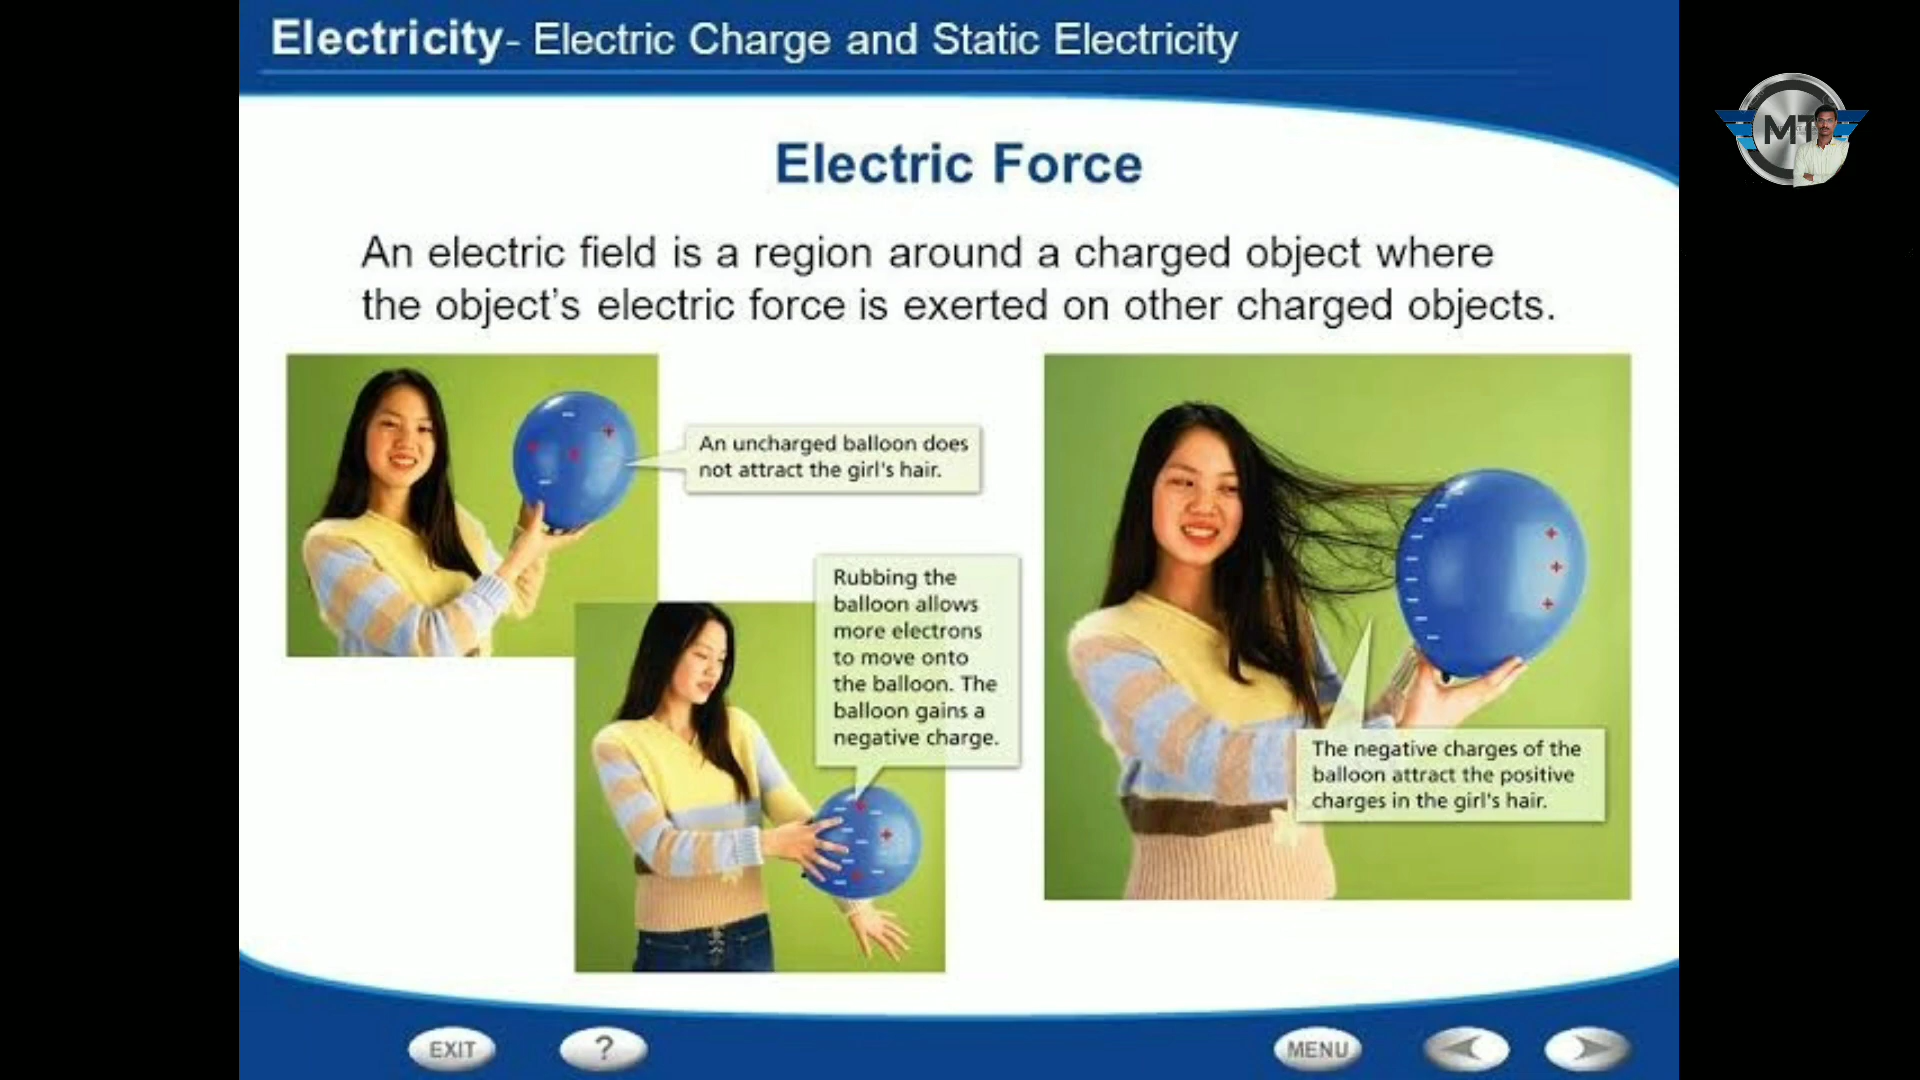 Electricity- Electric Charge and Static Electricity
MT
Electric Force
An electric field is a region around a charged object where
the object's electric force is exerted on other charged objects.
An uncharged balloon does
not attract the girl's hair.
Rubbing the
balloon allows
more electrons
to move onto
the balloon. The
balloon gains a
negative charge.
The negative charges of the
balloon attract the positive
charges in the girl's hair.
EXIT
?
MENU